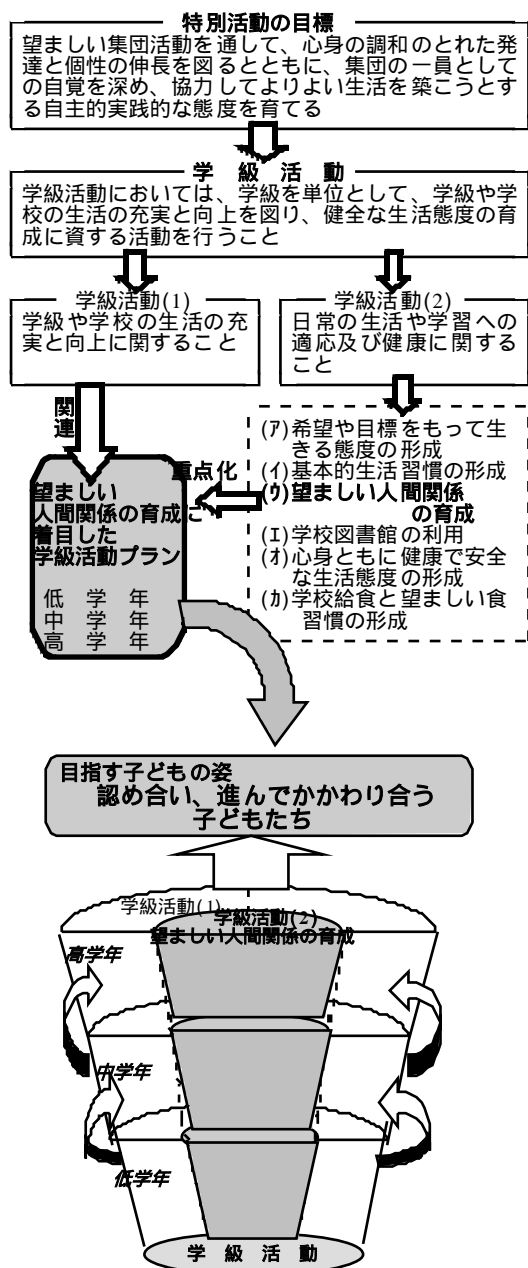 特別活動の目標
望ましい集団活動を通して、心身の調和のとれた発
達と個性の伸長を図るとともに、集団の一員として
の自覚を深め、協力してよりよい生活を築こうとす
る自主的実践的な態度を育てる
学 級 活 動
学級活動においては、学級を単位として、学級や学
校の生活の充実と向上を図り、健全な生活態度の育
成に資する活動を行うこと
学級活動(1)
学級や学校の生活の充
実と向上に関すること
学級活動(2)
日常の生活や学習への
適応及び健康に関する
こと
関連
重点化
(ｱ)希望や目標をもって生
きる態度の形成
(ｲ)基本的生活習慣の形成
(ｳ)望ましい人間関係
の育成
(ｴ)学校図書館の利用
(ｵ)心身ともに健康で安全
な生活態度の形成
(ｶ)学校給食と望ましい食
習慣の形成
望ましい
人間関係の育成に
着目した
学級活動プラン
低 学 年
中 学 年
高 学 年
目指す子どもの姿
認め合い、進んでかかわり合う
子どもたち
学級活動(1)
学級活動(2)
望ましい人間関係の育成
高学年
中学年
低学年
学 級 活 動